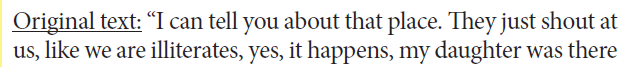 Original text: “I can tell you about that place. They just shout at
us, like we are illiterates, yes, it happens, my daughter was there